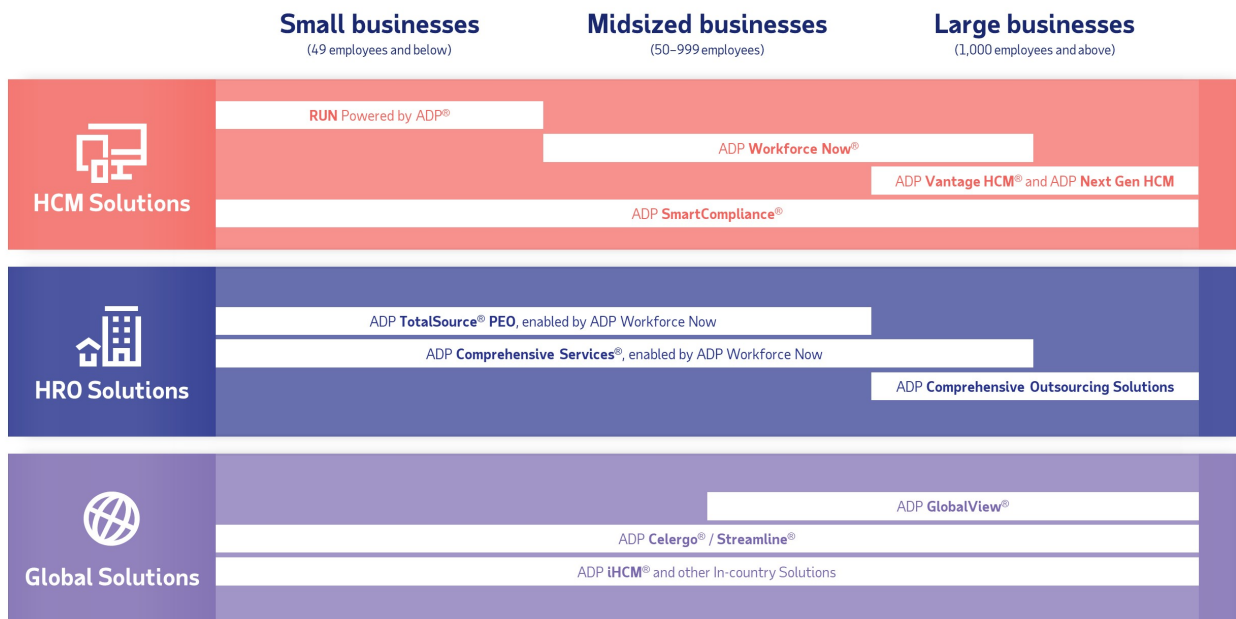 Small businesses
(49 employees and below)
Midsized businesses
(50–999 employees)
Large businesses
(1,000 employees and above)
HCM Solutions
RUN Powered by ADP®
ADP Workforce Now®
ADP Vantage HCM® and ADP Next Gen HCM
ADP SmartCompliance®
HRO Solutions
ADP TotalSource® PEO, enabled by ADP Workforce Now
ADP Comprehensive Services®, enabled by ADP Workforce Now
ADP Comprehensive Outsourcing Solutions
Global Solutions
ADP GlobalView®
ADP Celergo® / Streamline®
ADP iHCM® and other In-country Solutions